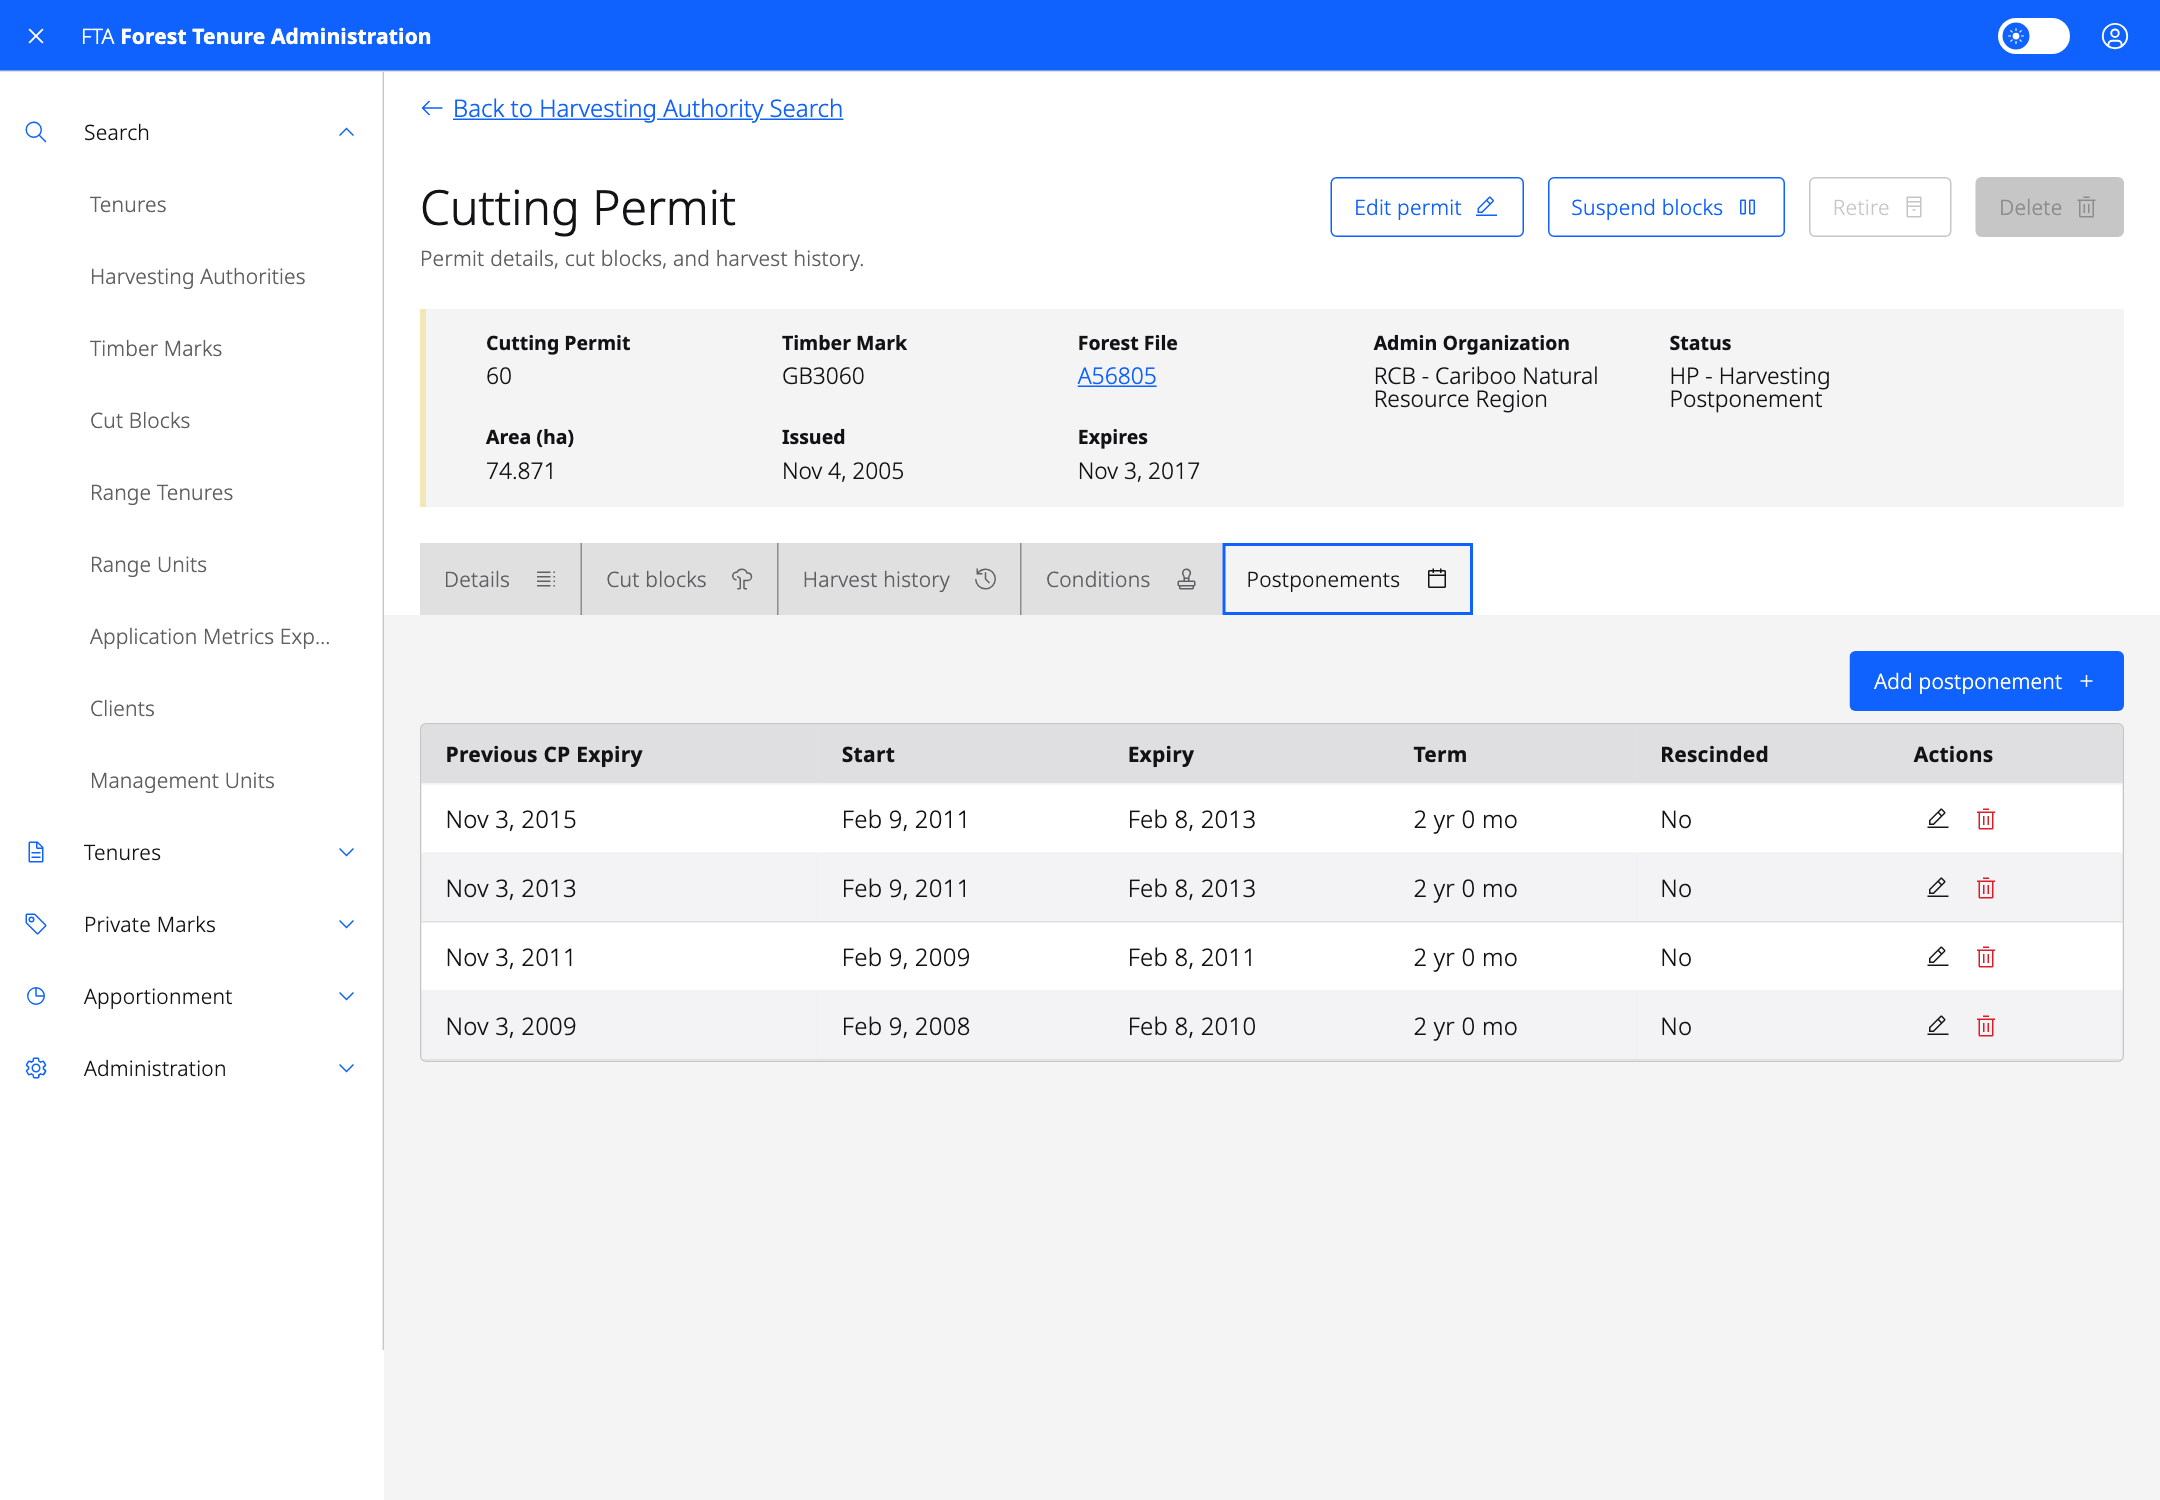 FTA Forest Tenure Administration
Search
Tenures
Harvesting Authorities
Timber Marks
Cut Blocks
Range Tenures
Range Units
Application Metrics Exp...
Clients
Management Units
Tenures
Private Marks
Apportionment
Administration
Back to Harvesting Authority Search
Cutting Permit
Permit details, cut blocks, and harvest history.
Edit permit
Suspend blocks
Retire
Delete
Cutting Permit
60
Timber Mark
GB3060
Forest File
A56805
Admin Organization
RCB - Cariboo Natural
Resource Region
Status
HP - Harvesting
Postponement
Area (ha)
74.871
Issued
Nov 4, 2005
Expires
Nov 3, 2017
Details
Cut blocks
Harvest history
Conditions
Postponements
Add postponement
Previous CP Expiry Start Expiry Term Rescinded Actions
Nov 3, 2015 Feb 9, 2011 Feb 8, 2013 2 yr 0 mo No
Nov 3, 2013 Feb 9, 2011 Feb 8, 2013 2 yr 0 mo No
Nov 3, 2011 Feb 9, 2009 Feb 8, 2011 2 yr 0 mo No
Nov 3, 2009 Feb 9, 2008 Feb 8, 2010 2 yr 0 mo No